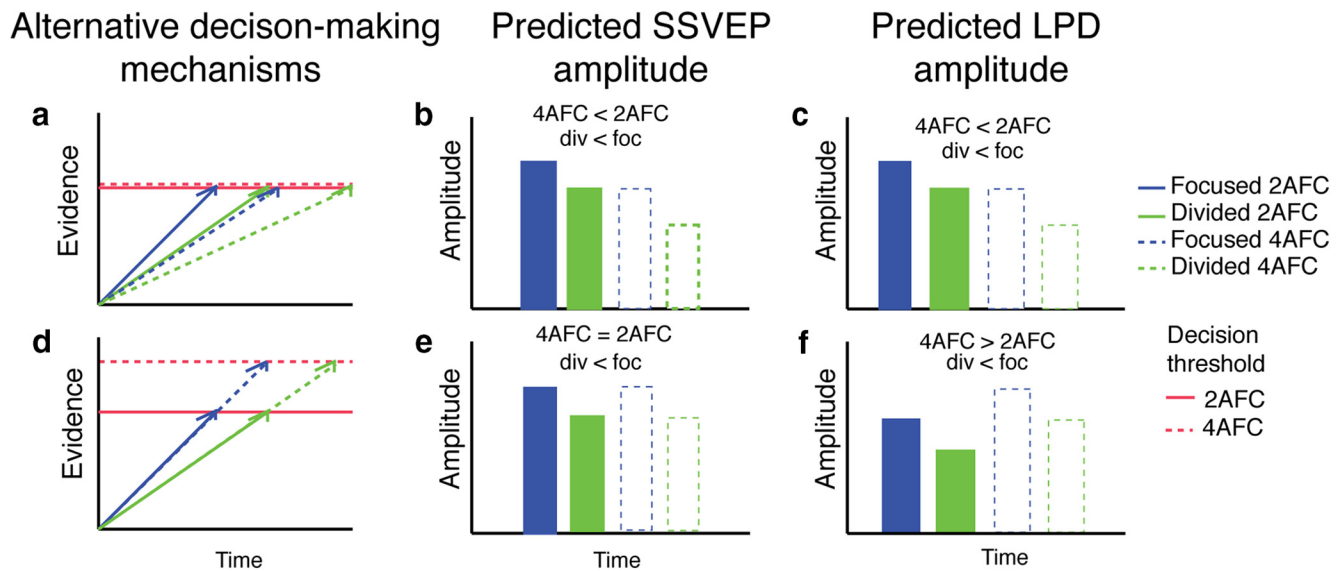 Alternative decison-making
mechanisms
Predicted SSVEP
amplitude
Predicted LPD
amplitude
a
Evidence
b
4AFC < 2AFC
div < foc
Amplitude
c
4AFC < 2AFC
div < foc
Amplitude
Focused 2AFC
Divided 2AFC
Focused 4AFC
Divided 4AFC
d
Evidence
Time
e
4AFC = 2AFC
div < foc
Amplitude
Time
f
4AFC > 2AFC
div < foc
Amplitude
Time
Decision
threshold
2AFC
4AFC